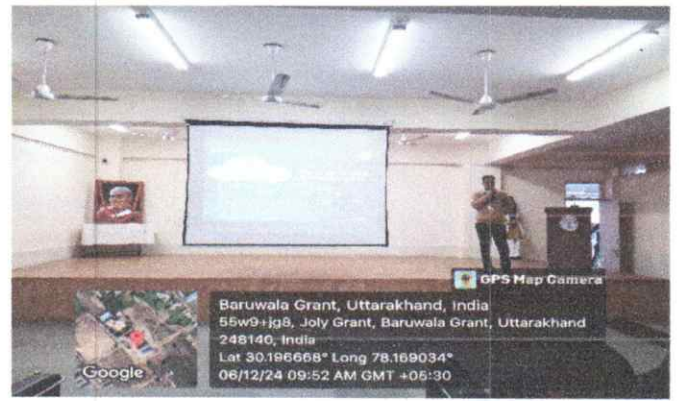 GPS Map Camera
Baruwala Grant, Uttarakhand, India
55w9+jg8, Joly Grant, Baruwala Grant, Uttarakhand
248140, India
Lat 30.196668° Long 78.169034°
06/12/24 09:52 AM GMT +05:30
Google